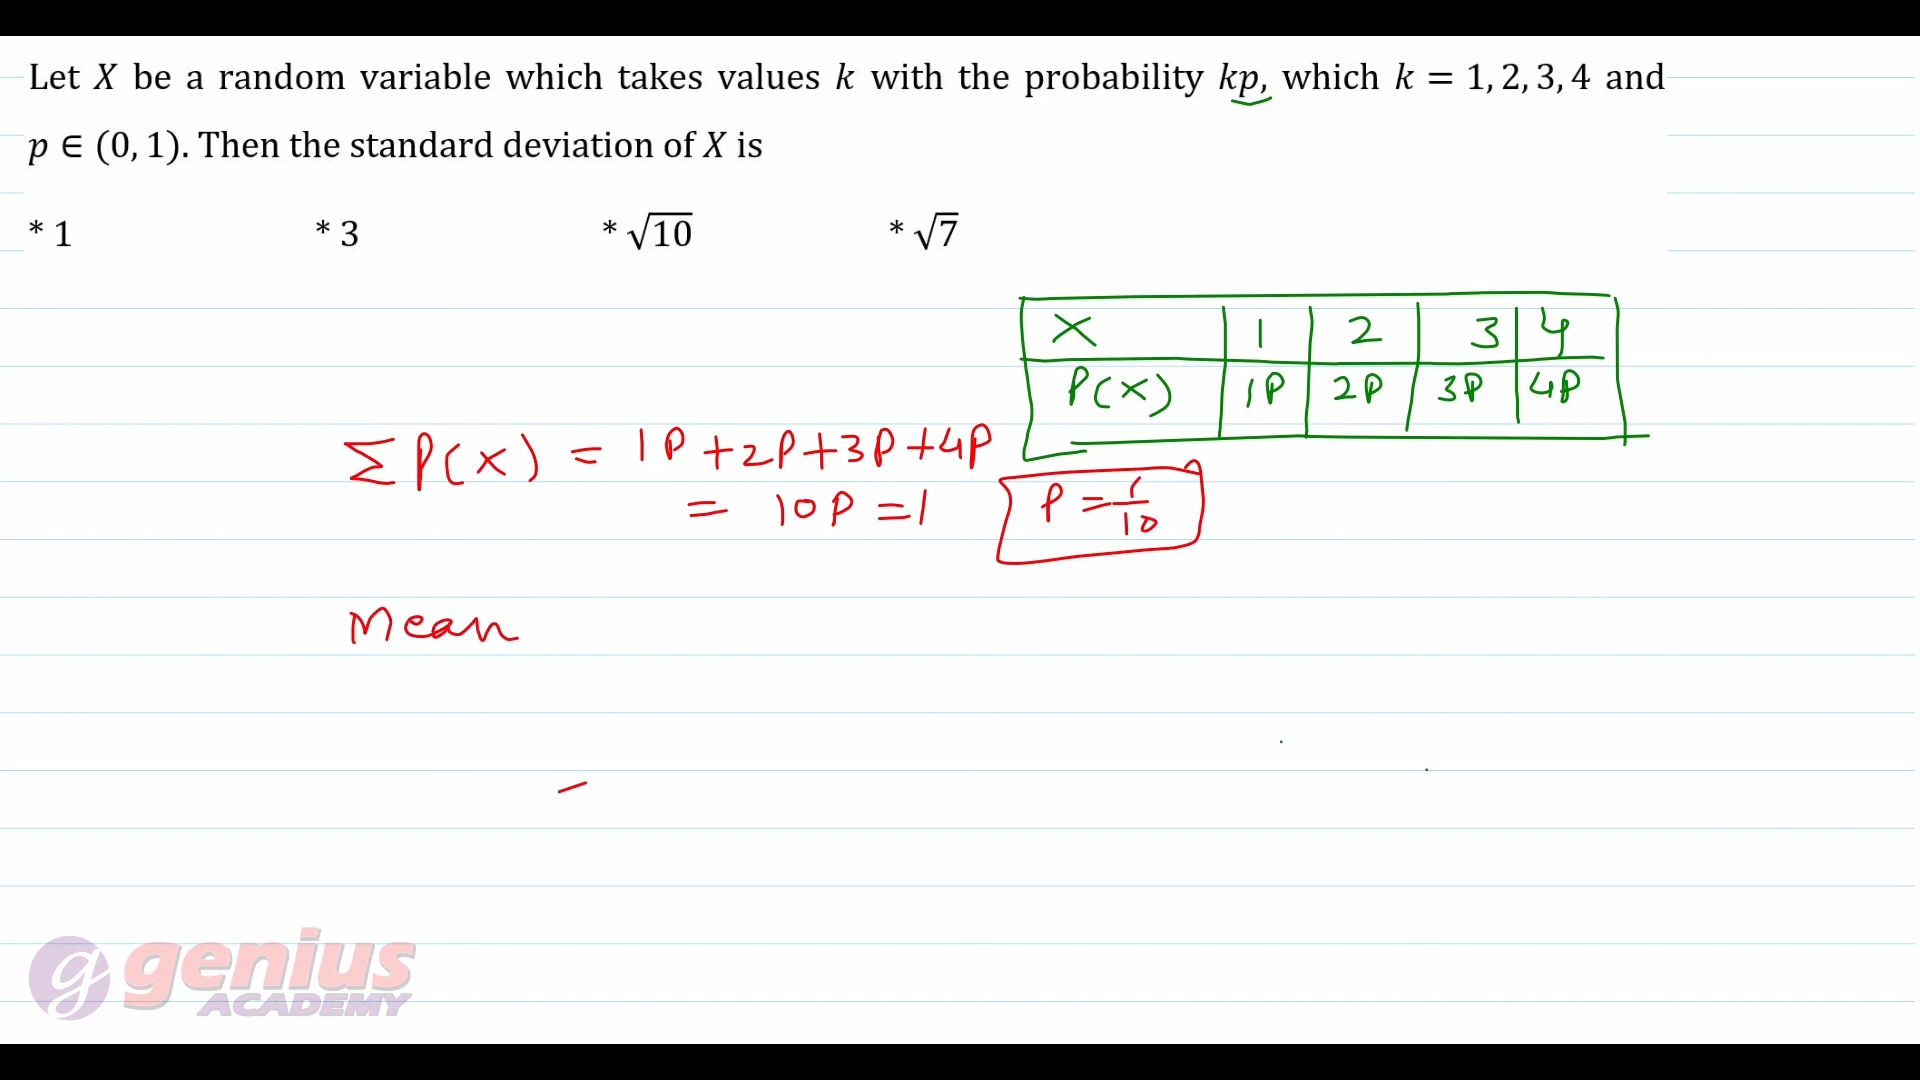 Let X be a random variable which takes values k with the probability kp, which k = 1, 2, 3, 4 and
p ∈ (0, 1). Then the standard deviation of X is
* 1 * 3 * √10 * √7
X 1 2 3 4
P(X) 1P 2P 3P 4P
Σ P(X) = 1P + 2P + 3P + 4P
= 10P = 1 P = 1/10
Mean
genius
ACADEMY